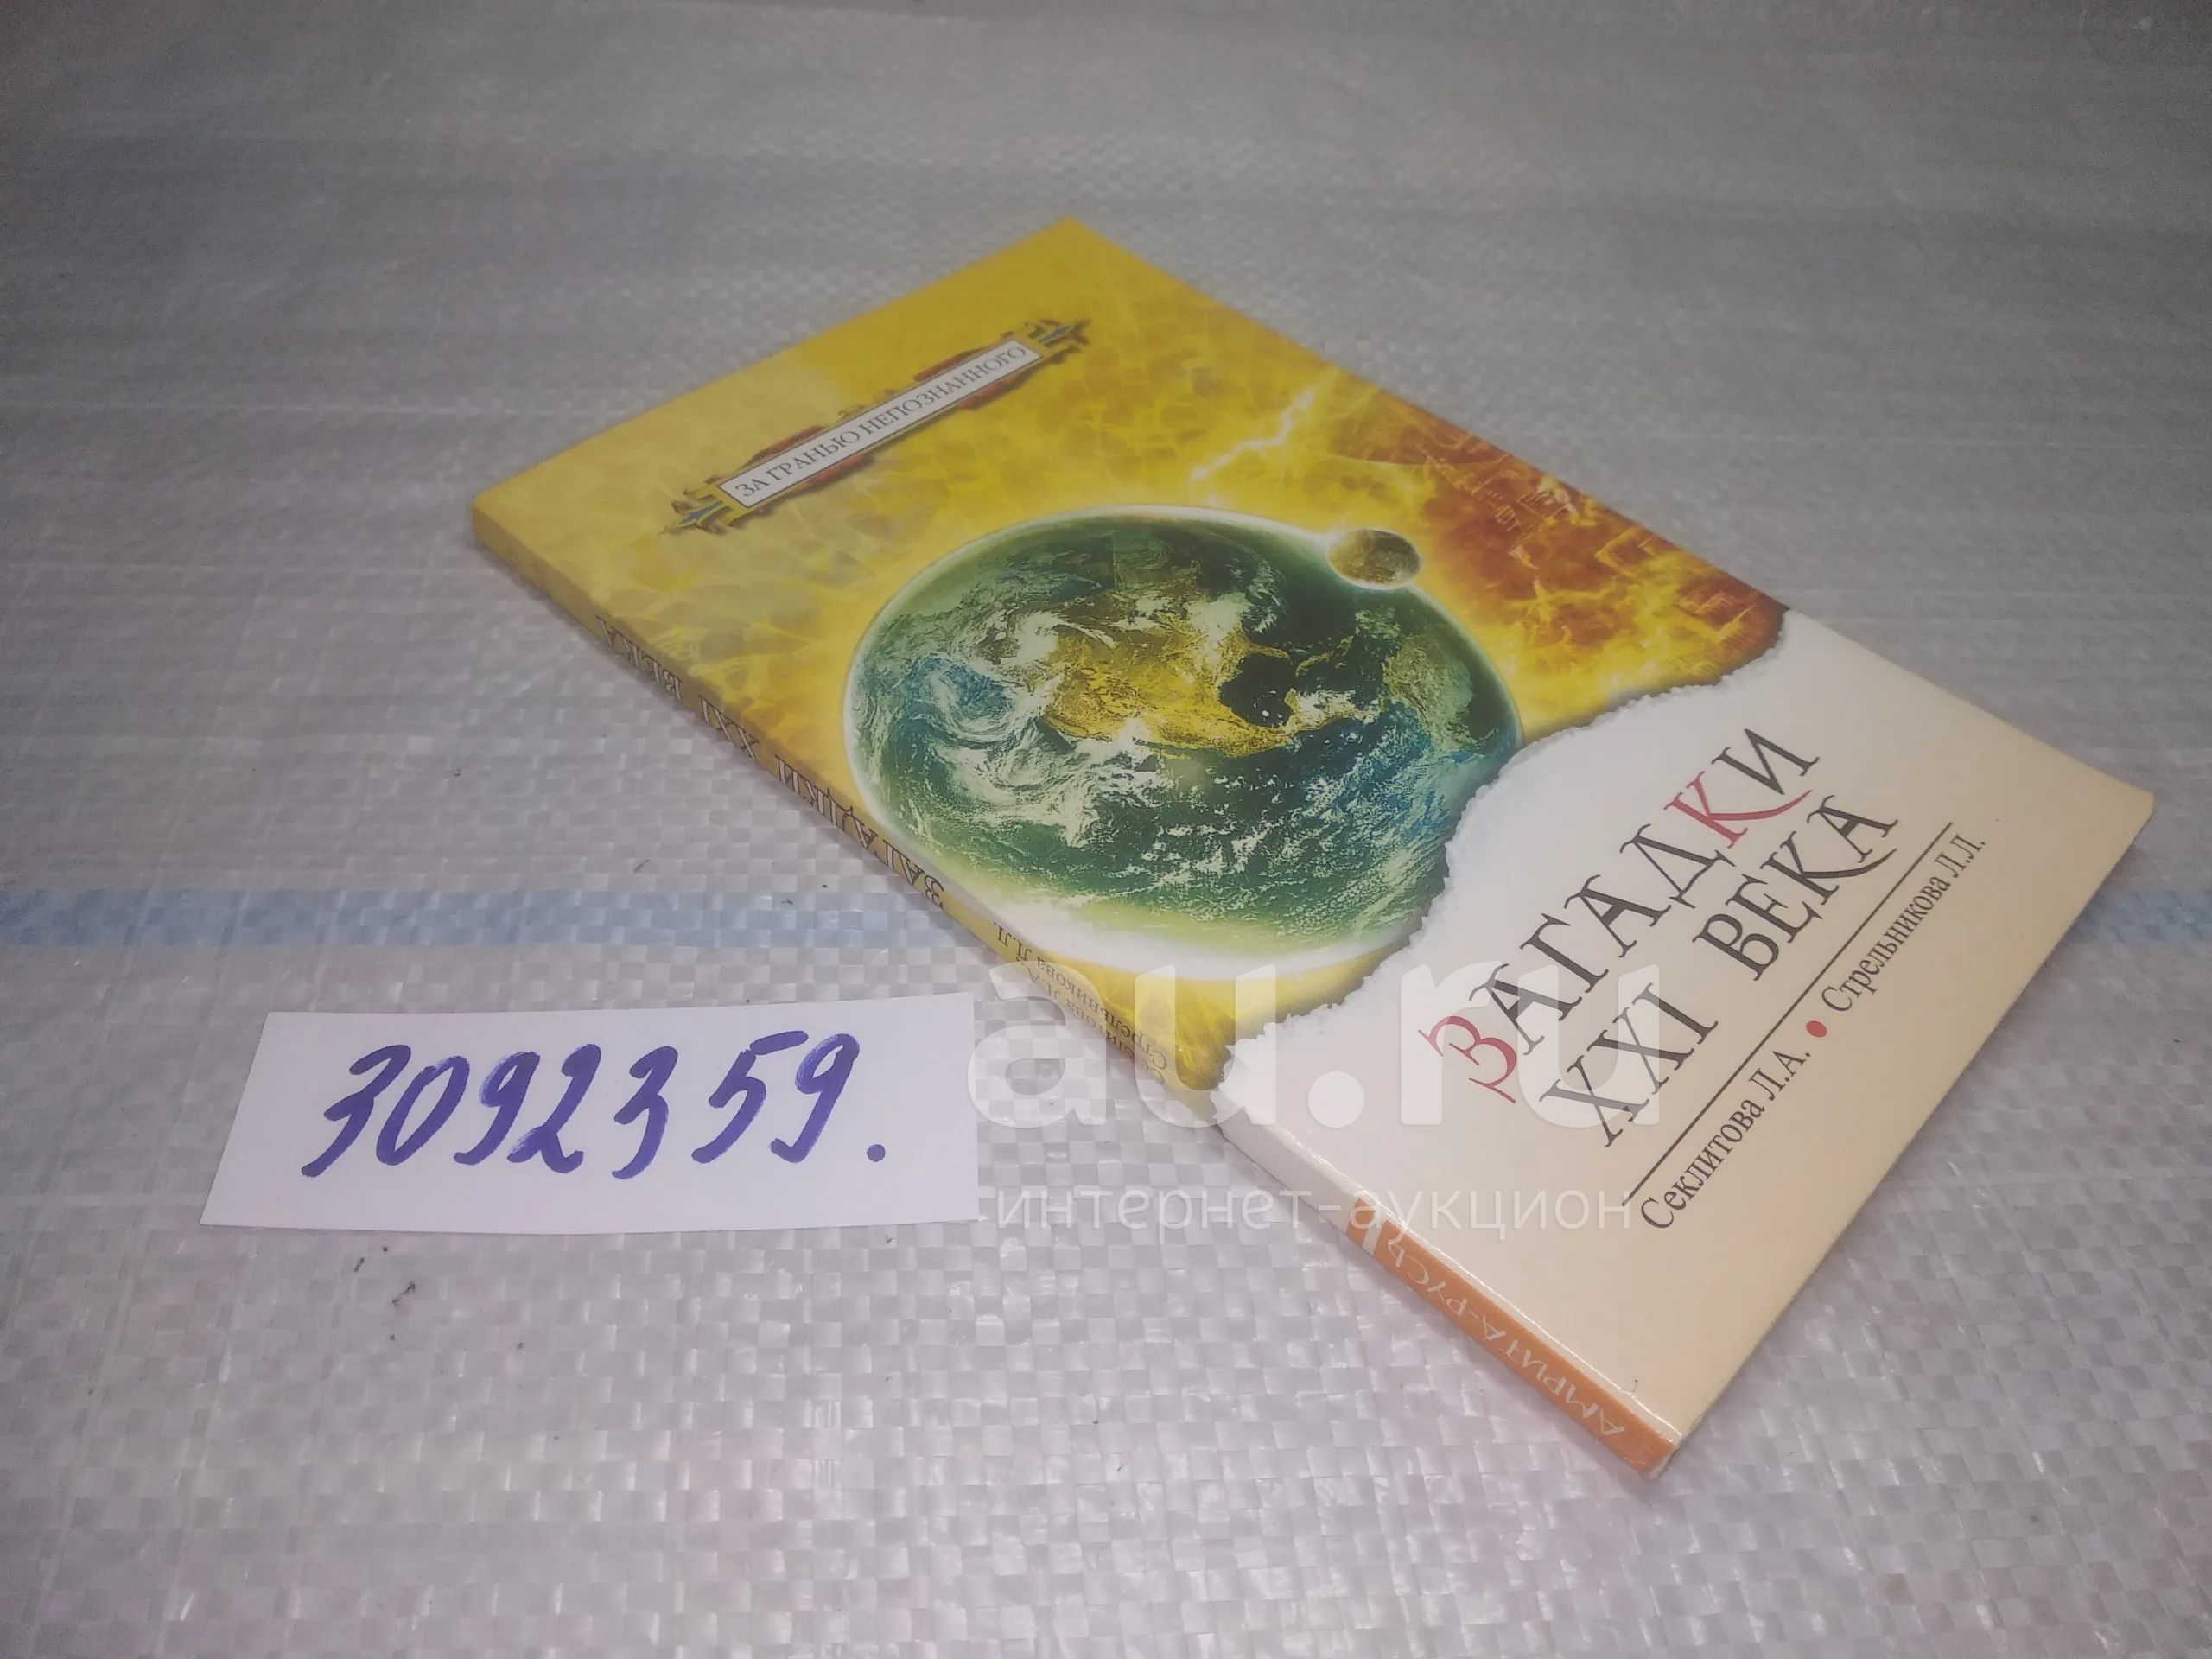 ЗА ГРАНЬЮ НЕПОЗНАННОГО
ЗАГАДКИ
XXI ВЕКА
Секлитова Л.А. • Стрельникова Л.Л.
Стрельникова Л.Л.
ЗАГАДКИ XXI ВЕКА
АМРИТА-РУСЬ
3092359.
au.ru
интернет-аукцион